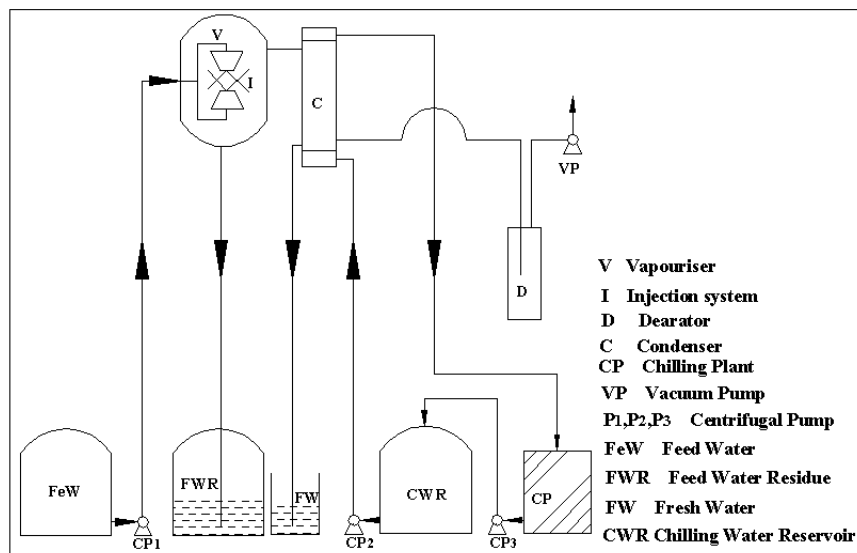 V
I
C
VP
D
V Vapouriser
I Injection system
D Dearator
C Condenser
CP Chilling Plant
VP Vacuum Pump
P1,P2,P3 Centrifugal Pump
FeW Feed Water
FWR Feed Water Residue
FW Fresh Water
CWR Chilling Water Reservoir
FeW
CP1
FWR
FW
CP2
CWR
CP3
CP